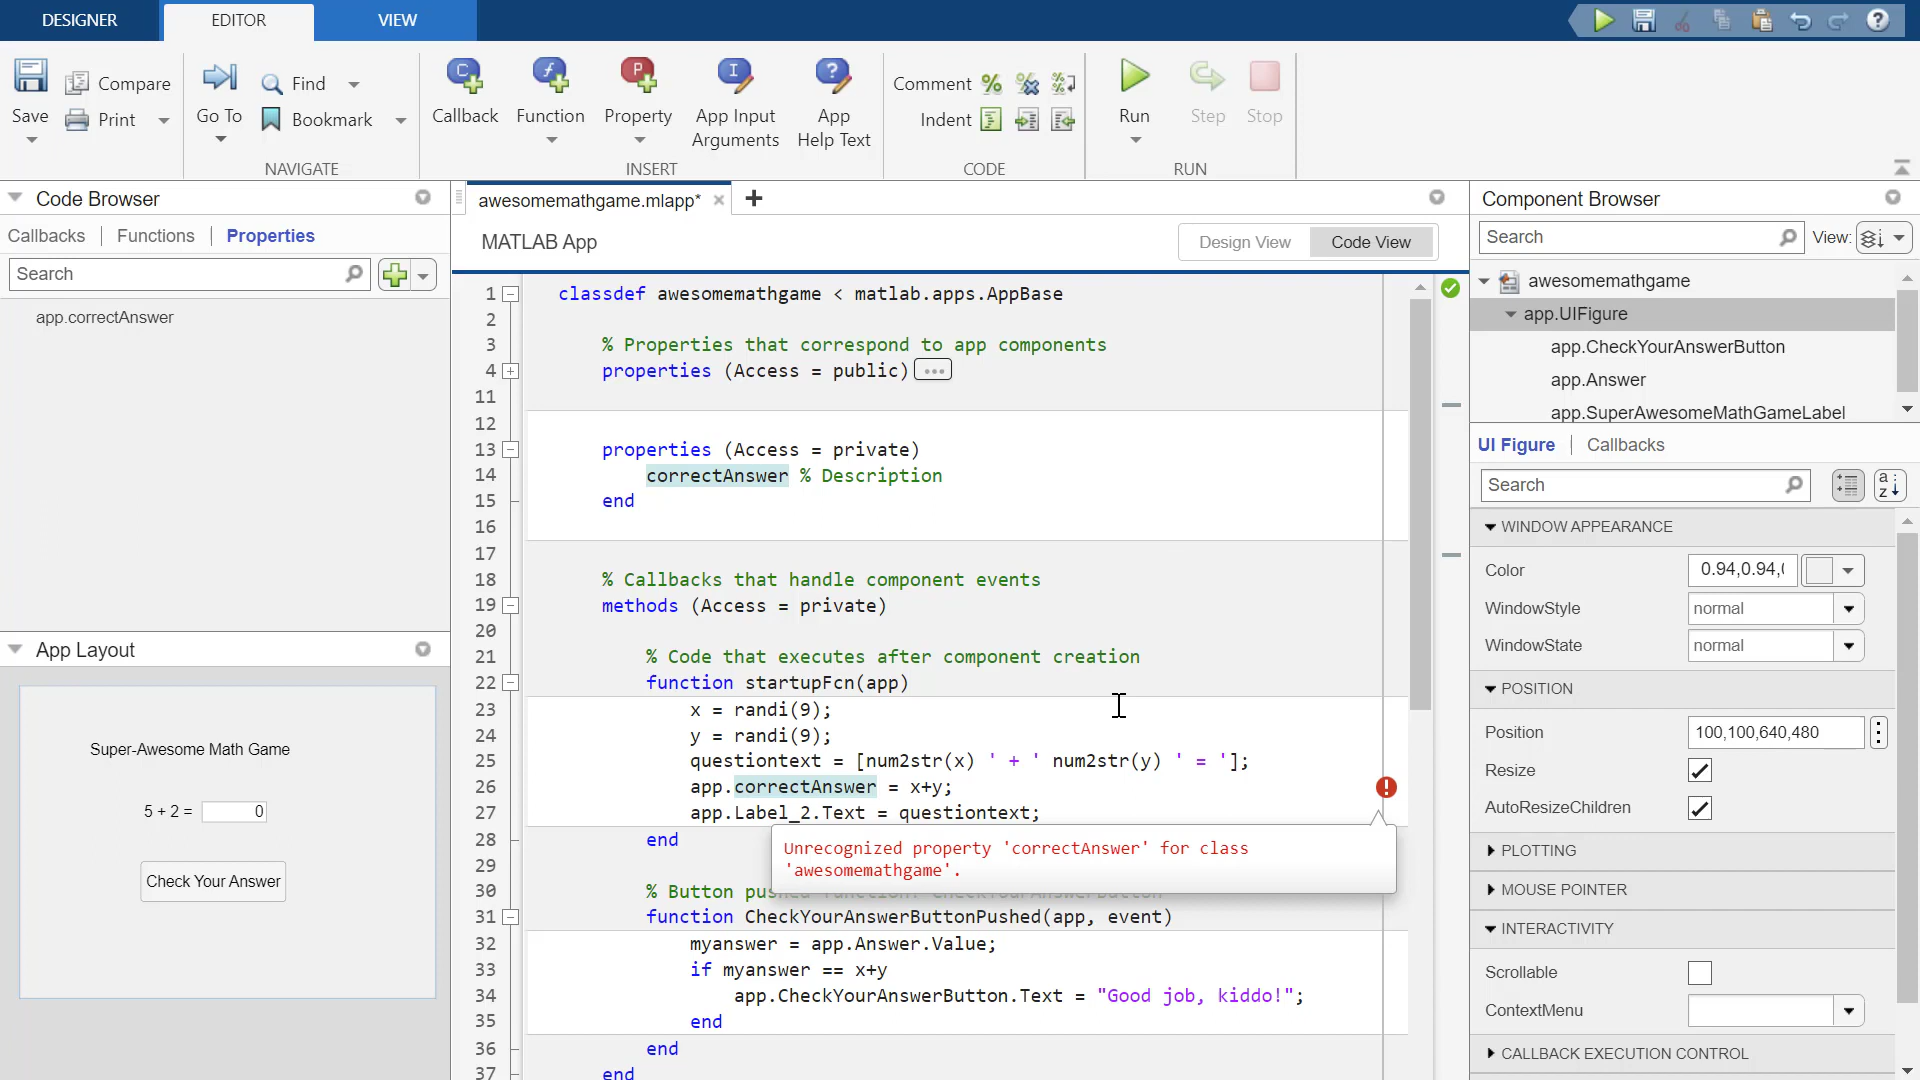 DESIGNER
EDITOR
VIEW
Save
Compare
Print
Go To
Find
Bookmark
NAVIGATE
Callback
Function
Property
App Input
Arguments
App
Help Text
INSERT
Comment
Indent
CODE
Run
Step
Stop
RUN
Code Browser
Callbacks
Functions
Properties
Search
app.correctAnswer
App Layout
Super-Awesome Math Game
5 + 2 =
0
Check Your Answer
awesomemathgame.mlapp*
MATLAB App
Design View
Code View
1 classdef awesomemathgame < matlab.apps.AppBase
2
3 % Properties that correspond to app components
4 properties (Access = public) ...
11
12
13 properties (Access = private)
14 correctAnswer % Description
15 end
16
17
18 % Callbacks that handle component events
19 methods (Access = private)
20
21 % Code that executes after component creation
22 function startupFcn(app)
23 x = randi(9);
24 y = randi(9);
25 questiontext = [num2str(x) ' + ' num2str(y) ' = '];
26 app.correctAnswer = x+y;
27 app.Label_2.Text = questiontext;
28 end
Unrecognized property 'correctAnswer' for class
'awesomemathgame'.
29
30 % Button pushed function: CheckYourAnswerButton
31 function CheckYourAnswerButtonPushed(app, event)
32 myanswer = app.Answer.Value;
33 if myanswer == x+y
34 app.CheckYourAnswerButton.Text = "Good job, kiddo!";
35 end
36 end
37 end
Component Browser
Search
View:
awesomemathgame
app.UIFigure
app.CheckYourAnswerButton
app.Answer
app.SuperAwesomeMathGameLabel
UI Figure
Callbacks
Search
WINDOW APPEARANCE
Color
0.94,0.94,(
WindowStyle
normal
WindowState
normal
POSITION
Position
100,100,640,480
Resize
AutoResizeChildren
PLOTTING
MOUSE POINTER
INTERACTIVITY
Scrollable
ContextMenu
CALLBACK EXECUTION CONTROL